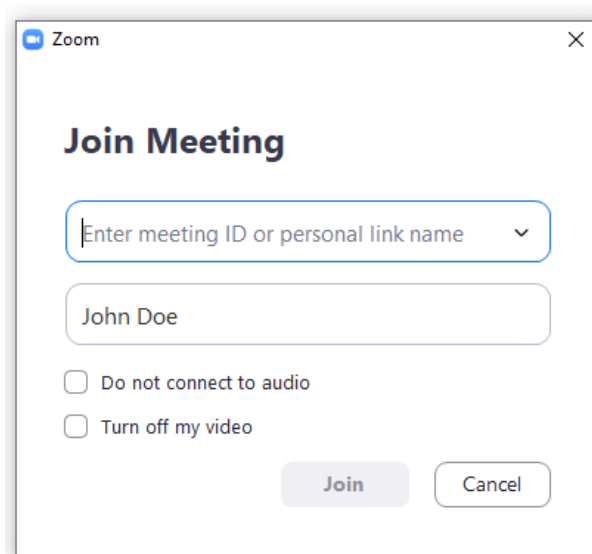 Zoom
Join Meeting
Enter meeting ID or personal link name
John Doe
Do not connect to audio
Turn off my video
Join Cancel